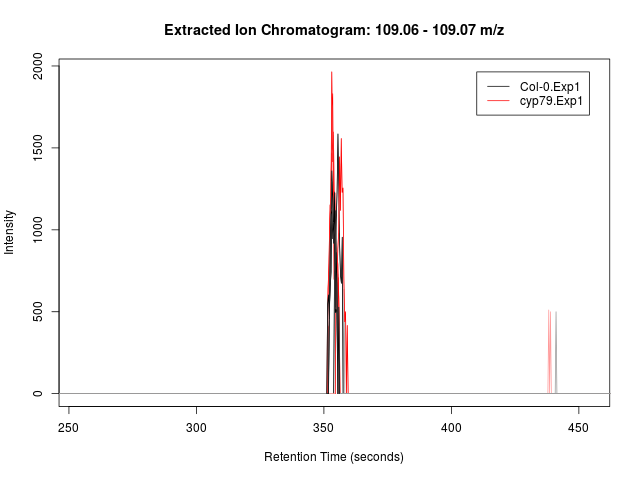 Extracted Ion Chromatogram: 109.06 - 109.07 m/z
Col-0.Exp1
cyp79.Exp1
Intensity
2000
1500
1000
500
0
250
300
350
400
450
Retention Time (seconds)